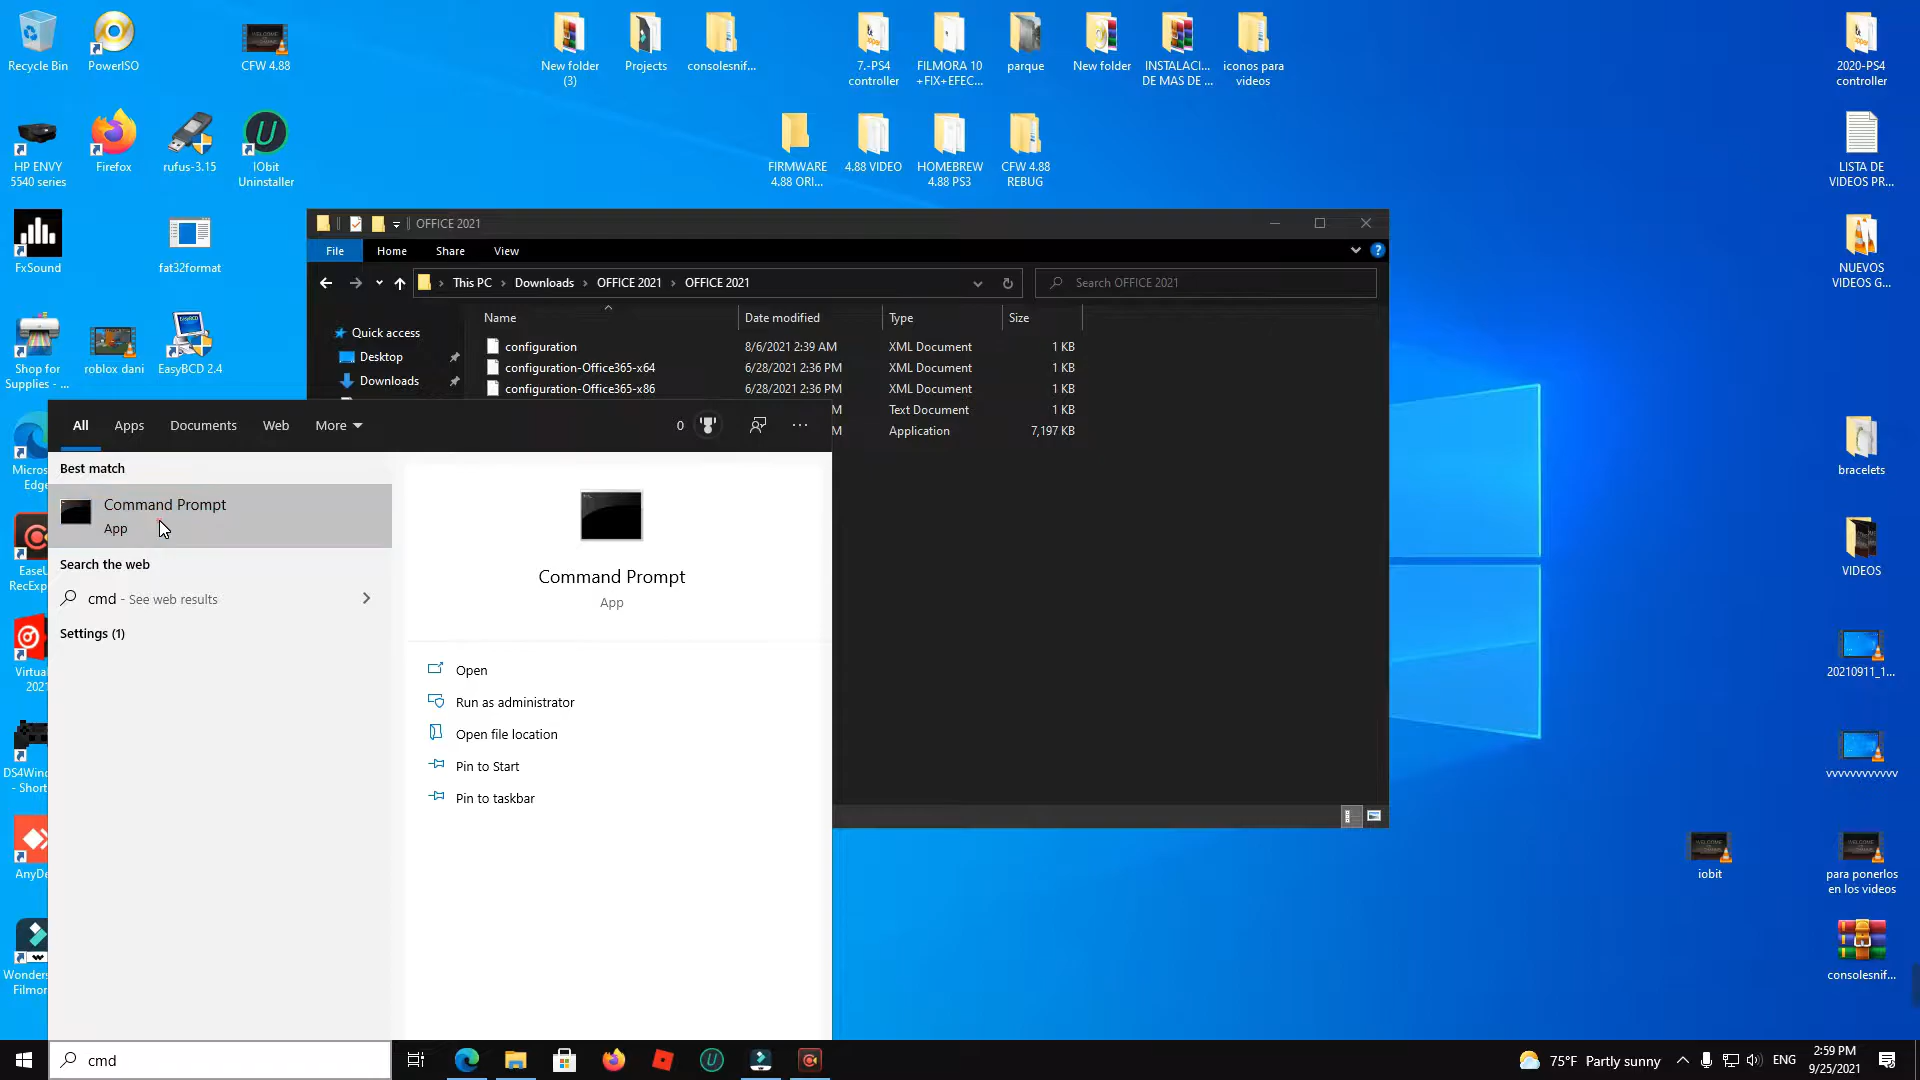 Recycle Bin
PowerISO
CFW 4.88
New folder
(3)
Projects
consolesnif...
7.-PS4
controller
FILMORA 10
+FIX+EFEC...
parque
New folder
INSTALACI...
DE MAS DE ...
iconos para
videos
2020-PS4
controller
HP ENVY
5540 series
Firefox
rufus-3.15
IObit
Uninstaller
FIRMWARE
4.88 ORI...
4.88 VIDEO
HOMEBREW
4.88 PS3
CFW 4.88
REBUG
LISTA DE
VIDEOS PR...
FxSound
fat32format
NUEVOS
VIDEOS G...
Shop for
Supplies - ...
roblox dani
EasyBCD 2.4
OFFICE 2021
File
Home
Share
View
This PC
Downloads
OFFICE 2021
OFFICE 2021
Search OFFICE 2021
Name
Date modified
Type
Size
Quick access
Desktop
Downloads
configuration
8/6/2021 2:39 AM
XML Document
1 KB
configuration-Office365-x64
6/28/2021 2:36 PM
XML Document
1 KB
configuration-Office365-x86
6/28/2021 2:36 PM
XML Document
1 KB
M
Text Document
1 KB
M
Application
7,197 KB
All
Apps
Documents
Web
More
0
Best match
Command Prompt
App
Search the web
cmd - See web results
Settings (1)
Command Prompt
App
Open
Run as administrator
Open file location
Pin to Start
Pin to taskbar
Micros
Edge
EaseU
RecExp
Virtual
2021
DS4Wind
- Short
AnyDe
Wonders
Filmor
bracelets
VIDEOS
20210911_1...
vvvvvvvvvvvv
iobit
para ponerlos
en los videos
consolesnif...
cmd
75°F Partly sunny
ENG
2:59 PM
9/25/2021